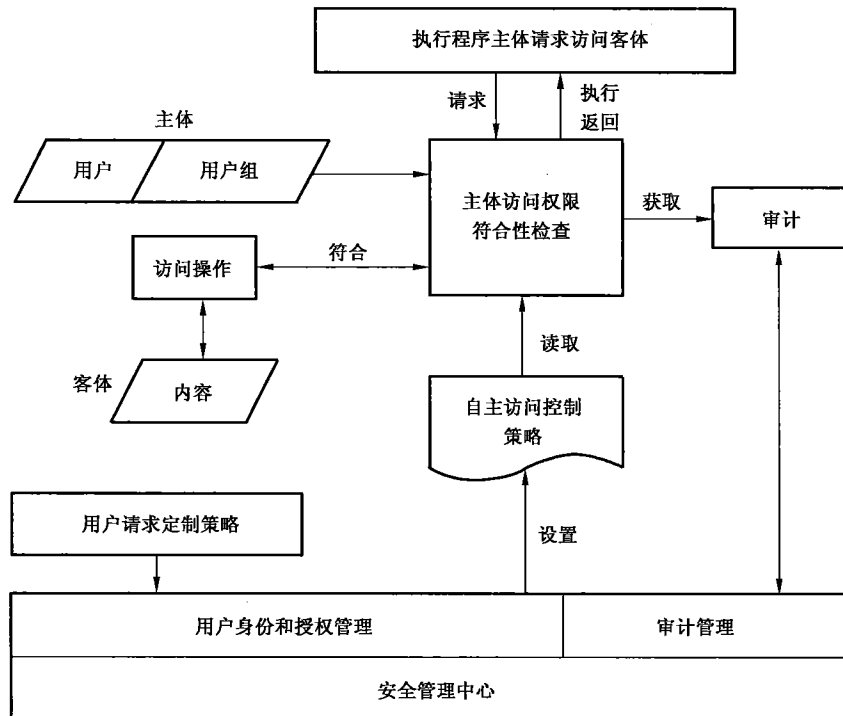 执行程序主体请求访问客体
请求
执行
返回
主体
用户
用户组
主体访问权限
符合性检查
获取
审计
访问操作
符合
读取
客体
内容
自主访问控制
策略
用户请求定制策略
设置
用户身份和授权管理
审计管理
安全管理中心